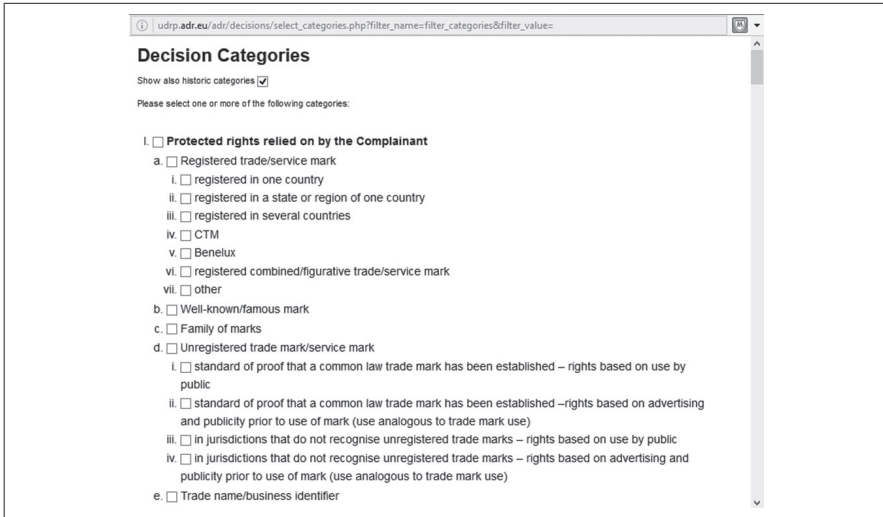 udrp.adr.eu/adr/decisions/select_categories.php?filter_name=filter_categories&filter_value=
Decision Categories
Show also historic categories
Please select one or more of the following categories:
I. Protected rights relied on by the Complainant
a. Registered trade/service mark
i. registered in one country
ii. registered in a state or region of one country
iii. registered in several countries
iv. CTM
v. Benelux
vi. registered combined/figurative trade/service mark
vii. other
b. Well-known/famous mark
c. Family of marks
d. Unregistered trade mark/service mark
i. standard of proof that a common law trade mark has been established – rights based on use by
public
ii. standard of proof that a common law trade mark has been established –rights based on advertising
and publicity prior to use of mark (use analogous to trade mark use)
iii. in jurisdictions that do not recognise unregistered trade marks – rights based on use by public
iv. in jurisdictions that do not recognise unregistered trade marks – rights based on advertising and
publicity prior to use of mark (use analogous to trade mark use)
e. Trade name/business identifier